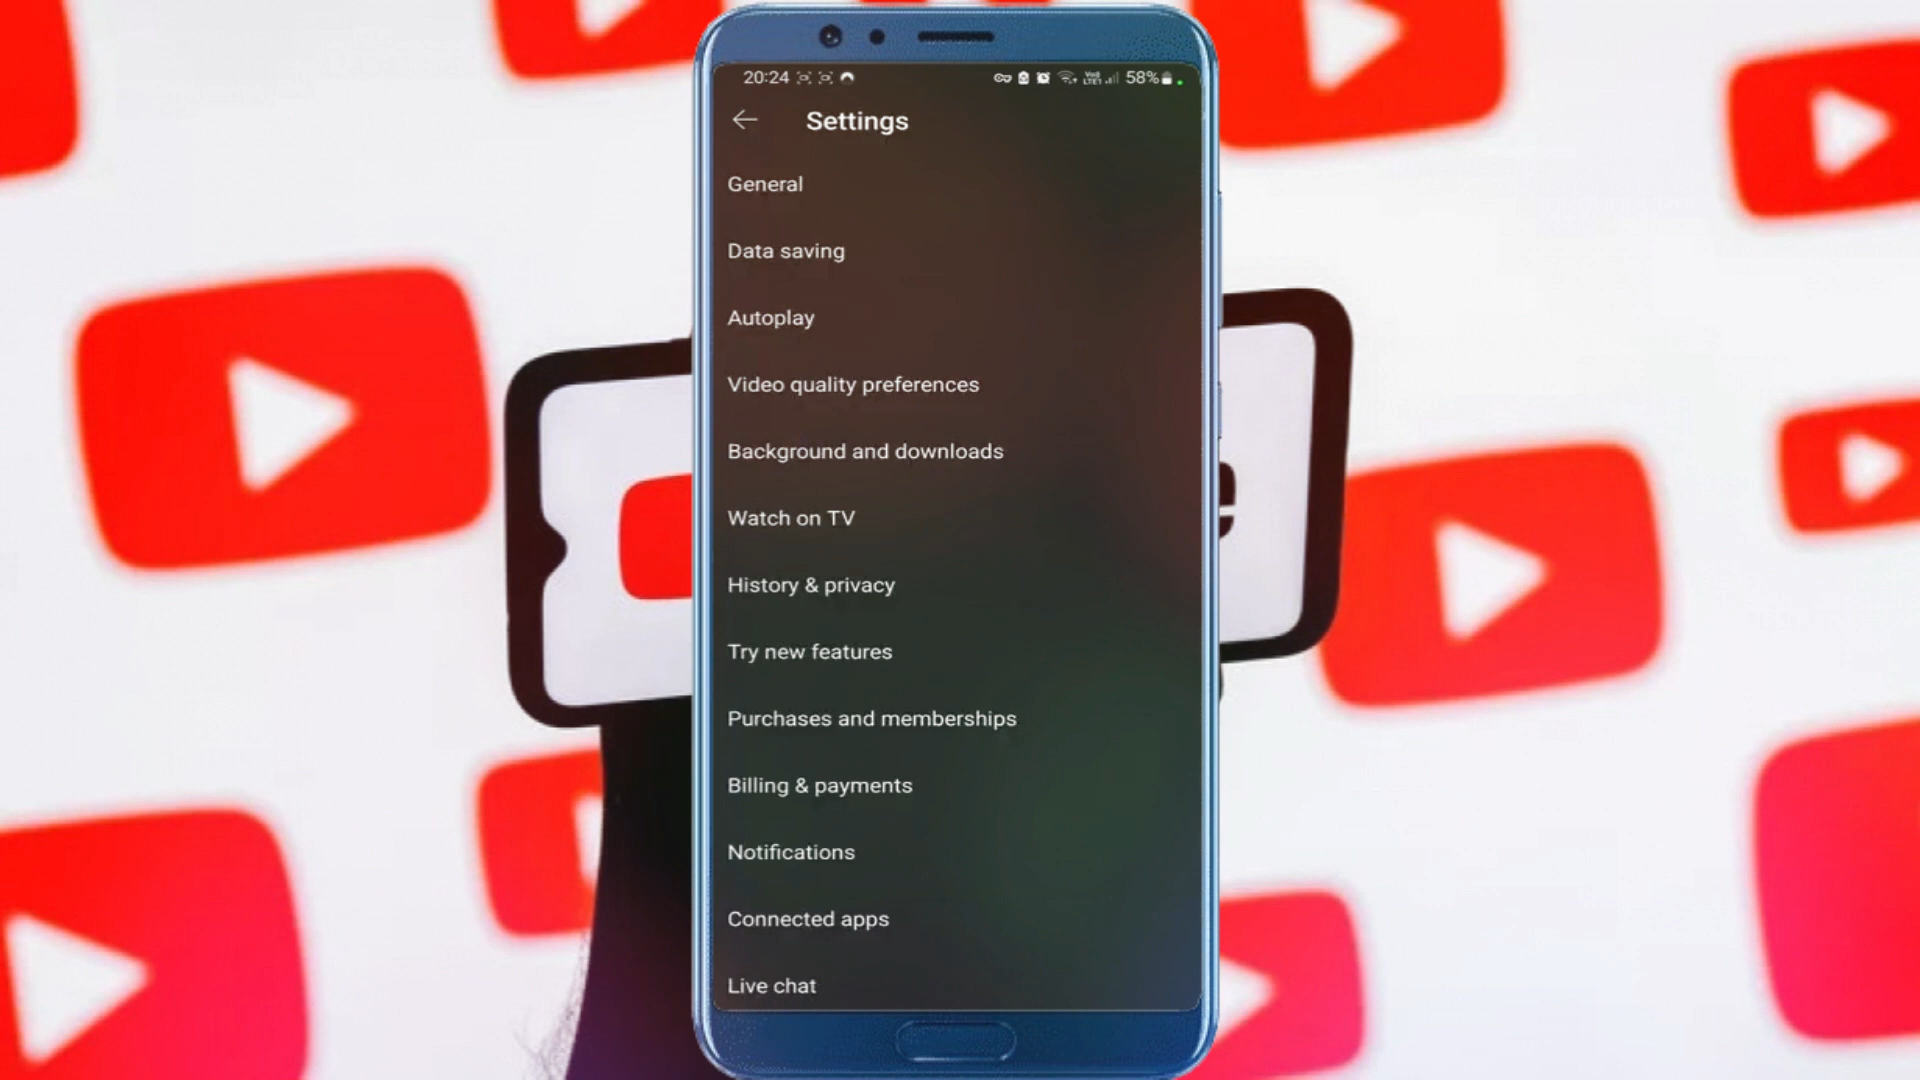 20:24 58%
Settings
General
Data saving
Autoplay
Video quality preferences
Background and downloads
Watch on TV
History & privacy
Try new features
Purchases and memberships
Billing & payments
Notifications
Connected apps
Live chat
e